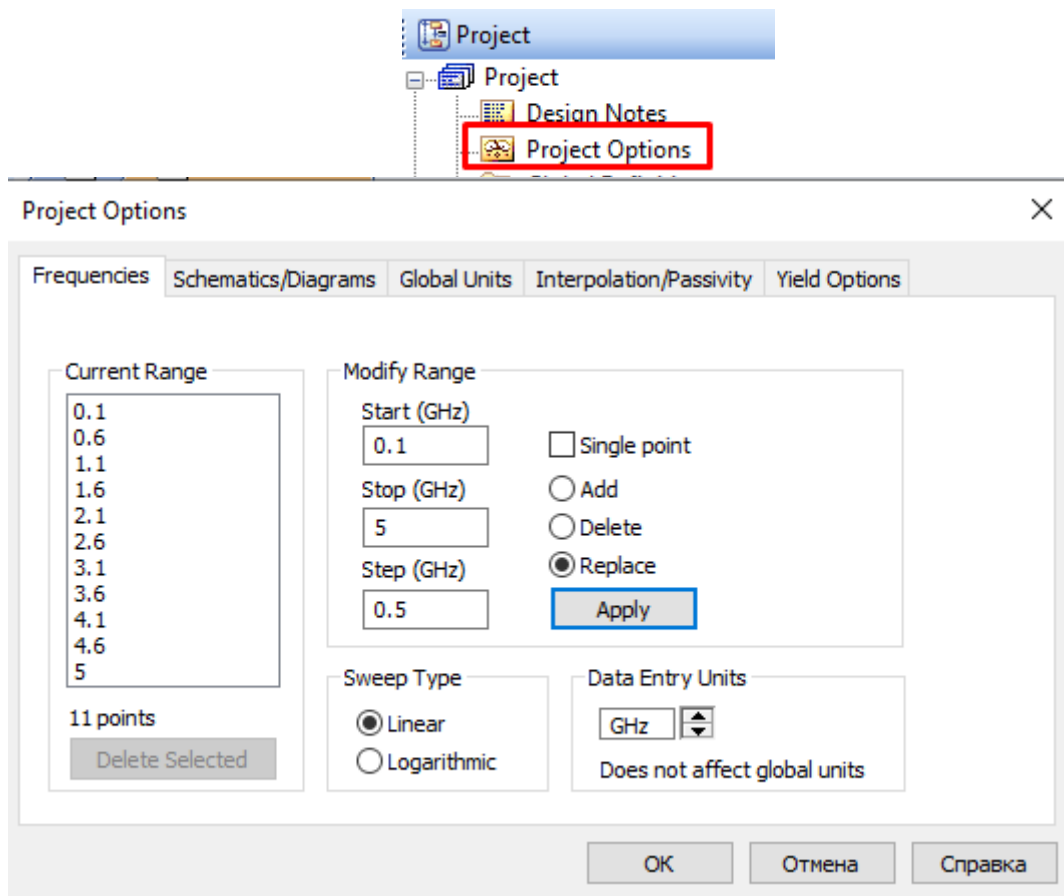 Project
Project
Design Notes
Project Options
Project Options
Frequencies
Schematics/Diagrams
Global Units
Interpolation/Passivity
Yield Options
Current Range
0.1
0.6
1.1
1.6
2.1
2.6
3.1
3.6
4.1
4.6
5
11 points
Delete Selected
Modify Range
Start (GHz)
0.1
Stop (GHz)
5
Step (GHz)
0.5
Single point
Add
Delete
Replace
Apply
Sweep Type
Linear
Logarithmic
Data Entry Units
GHz
Does not affect global units
OK
Отмена
Справка